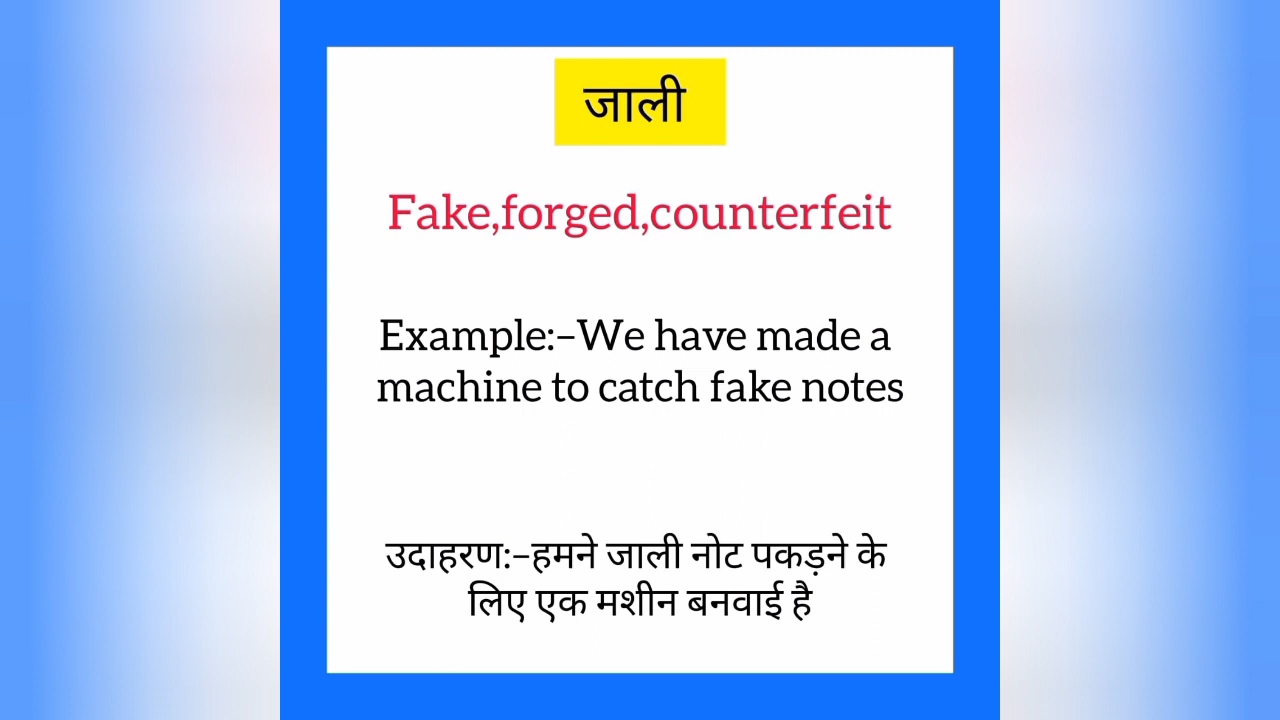 जाली
Fake,forged,counterfeit
Example:–We have made a
machine to catch fake notes
उदाहरण:–हमने जाली नोट पकड़ने के
लिए एक मशीन बनवाई है